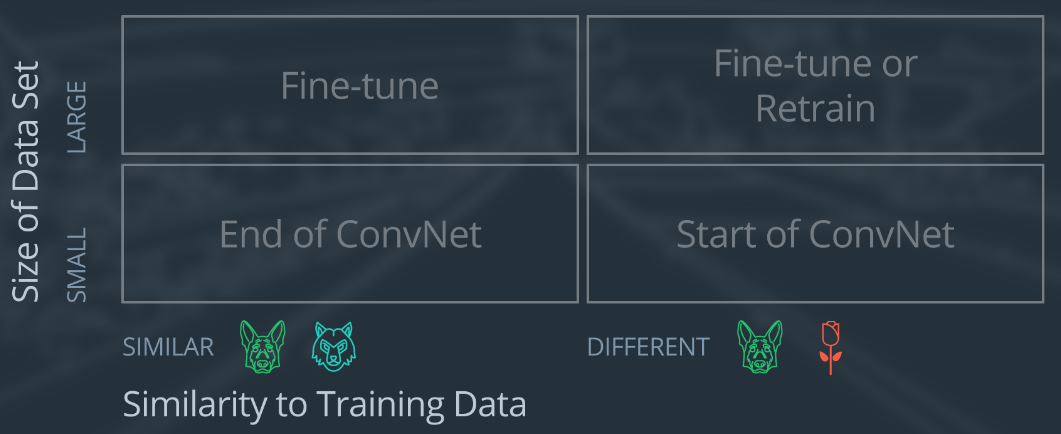 Size of Data Set
LARGE
Fine-tune
Fine-tune or
Retrain
SMALL
End of ConvNet
Start of ConvNet
SIMILAR
DIFFERENT
Similarity to Training Data